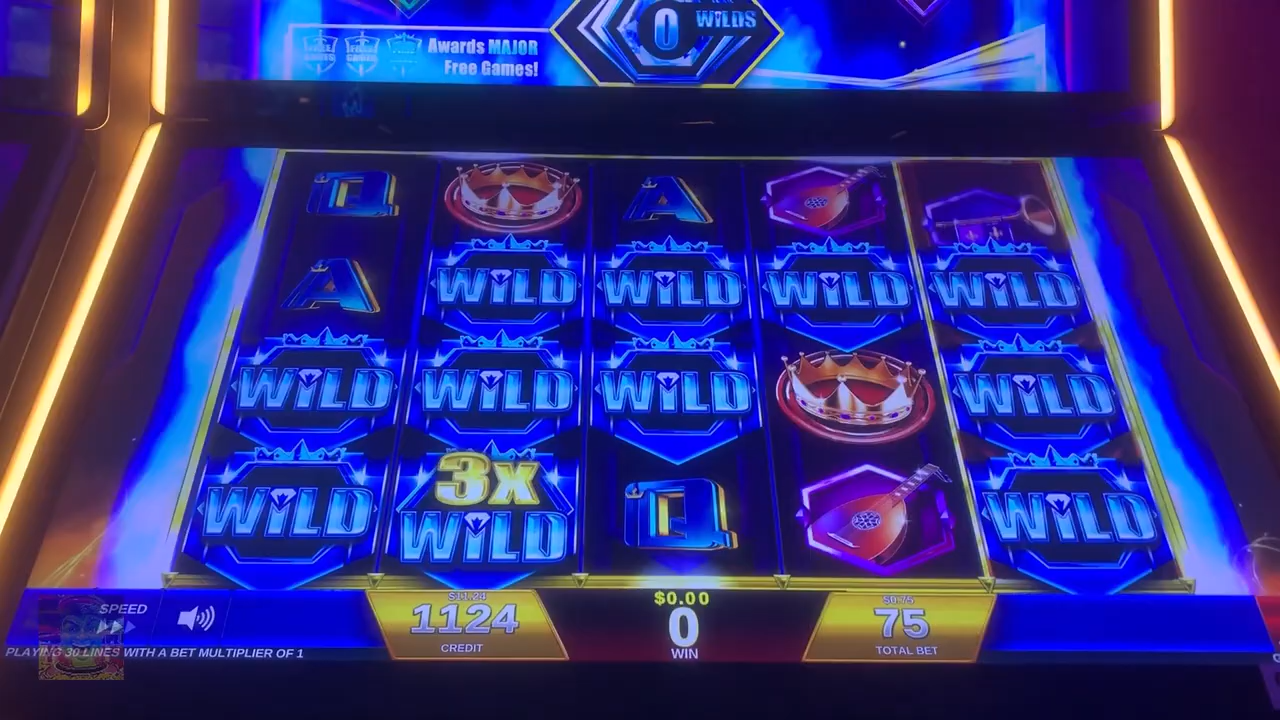 0 WILDS
Awards MAJOR
Free Games!
Q
A
A
WILD WILD WILD WILD
WILD WILD WILD WILD
3x
WILD WILD Q WILD
SPEED
$11.24
1124
CREDIT
$0.00
0
WIN
$0.75
75
TOTAL BET
PLAYING 30 LINES WITH A BET MULTIPLIER OF 1